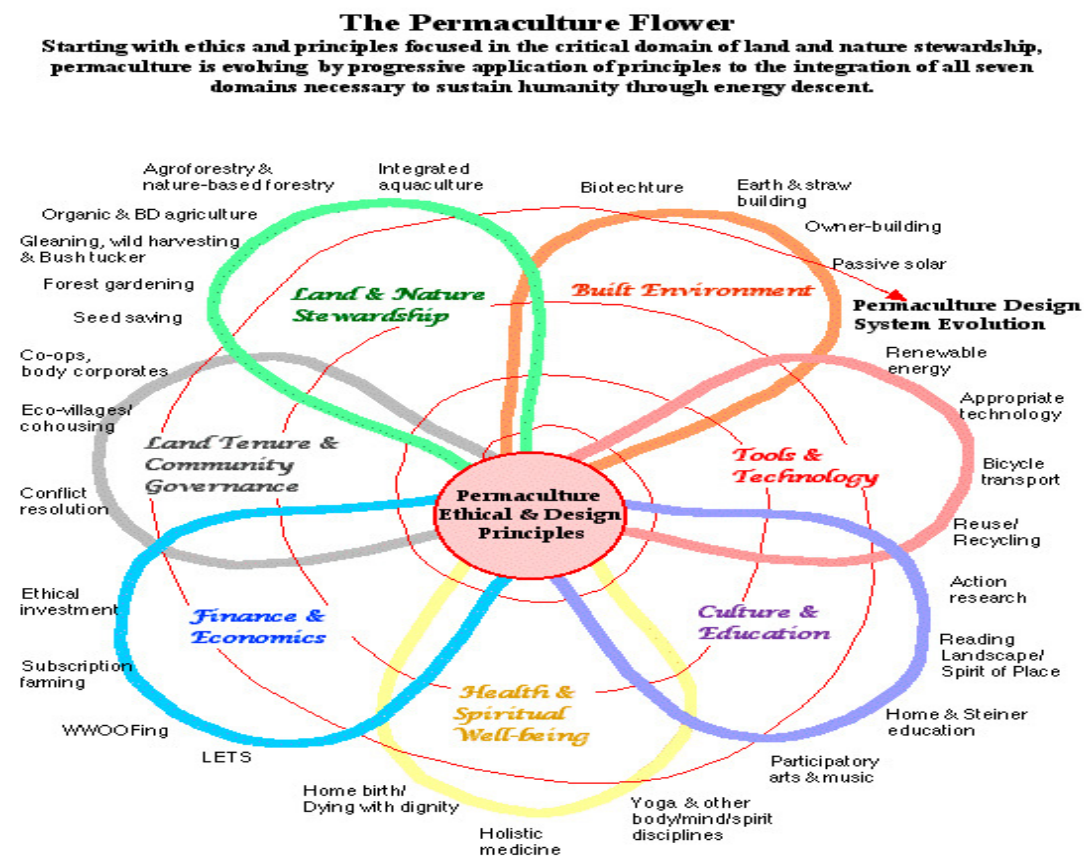 The Permaculture Flower
Starting with ethics and principles focused in the critical domain of land and nature stewardship,
permaculture is evolving by progressive application of principles to the integration of all seven
domains necessary to sustain humanity through energy descent.
Agroforestry &
nature-based forestry
Integrated
aquaculture
Biotechture
Earth & straw
building
Organic & BD agriculture
Owner-building
Gleaning, wild harvesting
& Bush tucker
Passive solar
Forest gardening
Land & Nature
Stewardship
Built Environment
Permaculture Design
System Evolution
Seed saving
Co-ops,
body corporates
Renewable
energy
Eco-villages/
cohousing
Appropriate
technology
Land Tenure &
Community
Governance
Tools &
Technology
Bicycle
transport
Conflict
resolution
Permaculture
Ethical & Design
Principles
Reuse/
Recycling
Ethical
investment
Action
research
Finance &
Economics
Culture &
Education
Subscription
farming
Reading
Landscape/
Spirit of Place
Health &
Spiritual
Well-being
WWOOFing
Home & Steiner
education
LETS
Participatory
arts & music
Home birth/
Dying with dignity
Yoga & other
body/mind/spirit
disciplines
Holistic
medicine